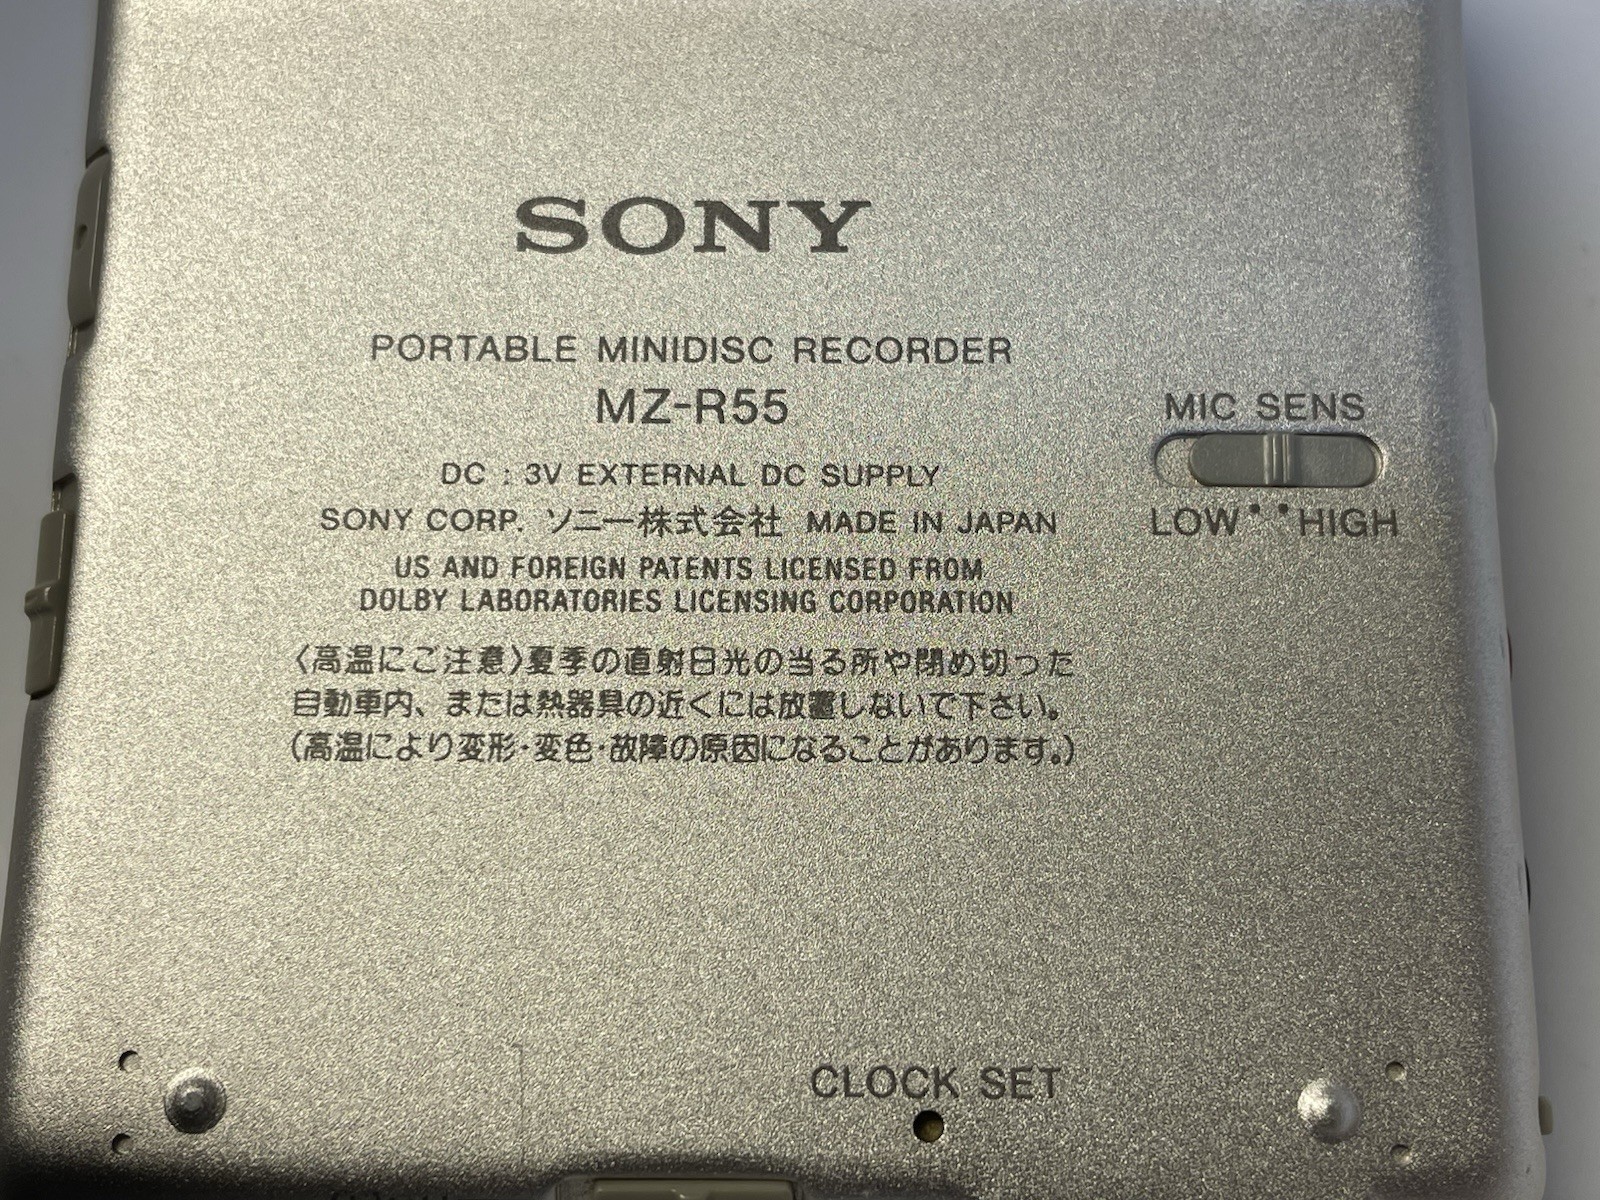 SONY
PORTABLE MINIDISC RECORDER
MZ-R55
DC : 3V EXTERNAL DC SUPPLY
SONY CORP. ソニー株式会社 MADE IN JAPAN
US AND FOREIGN PATENTS LICENSED FROM
DOLBY LABORATORIES LICENSING CORPORATION
〈高温にご注意〉夏季の直射日光の当る所や閉め切った
自動車内、または熱器具の近くには放置しないで下さい。
(高温により変形・変色・故障の原因になることがあります。)
MIC SENS
LOW • • HIGH
CLOCK SET